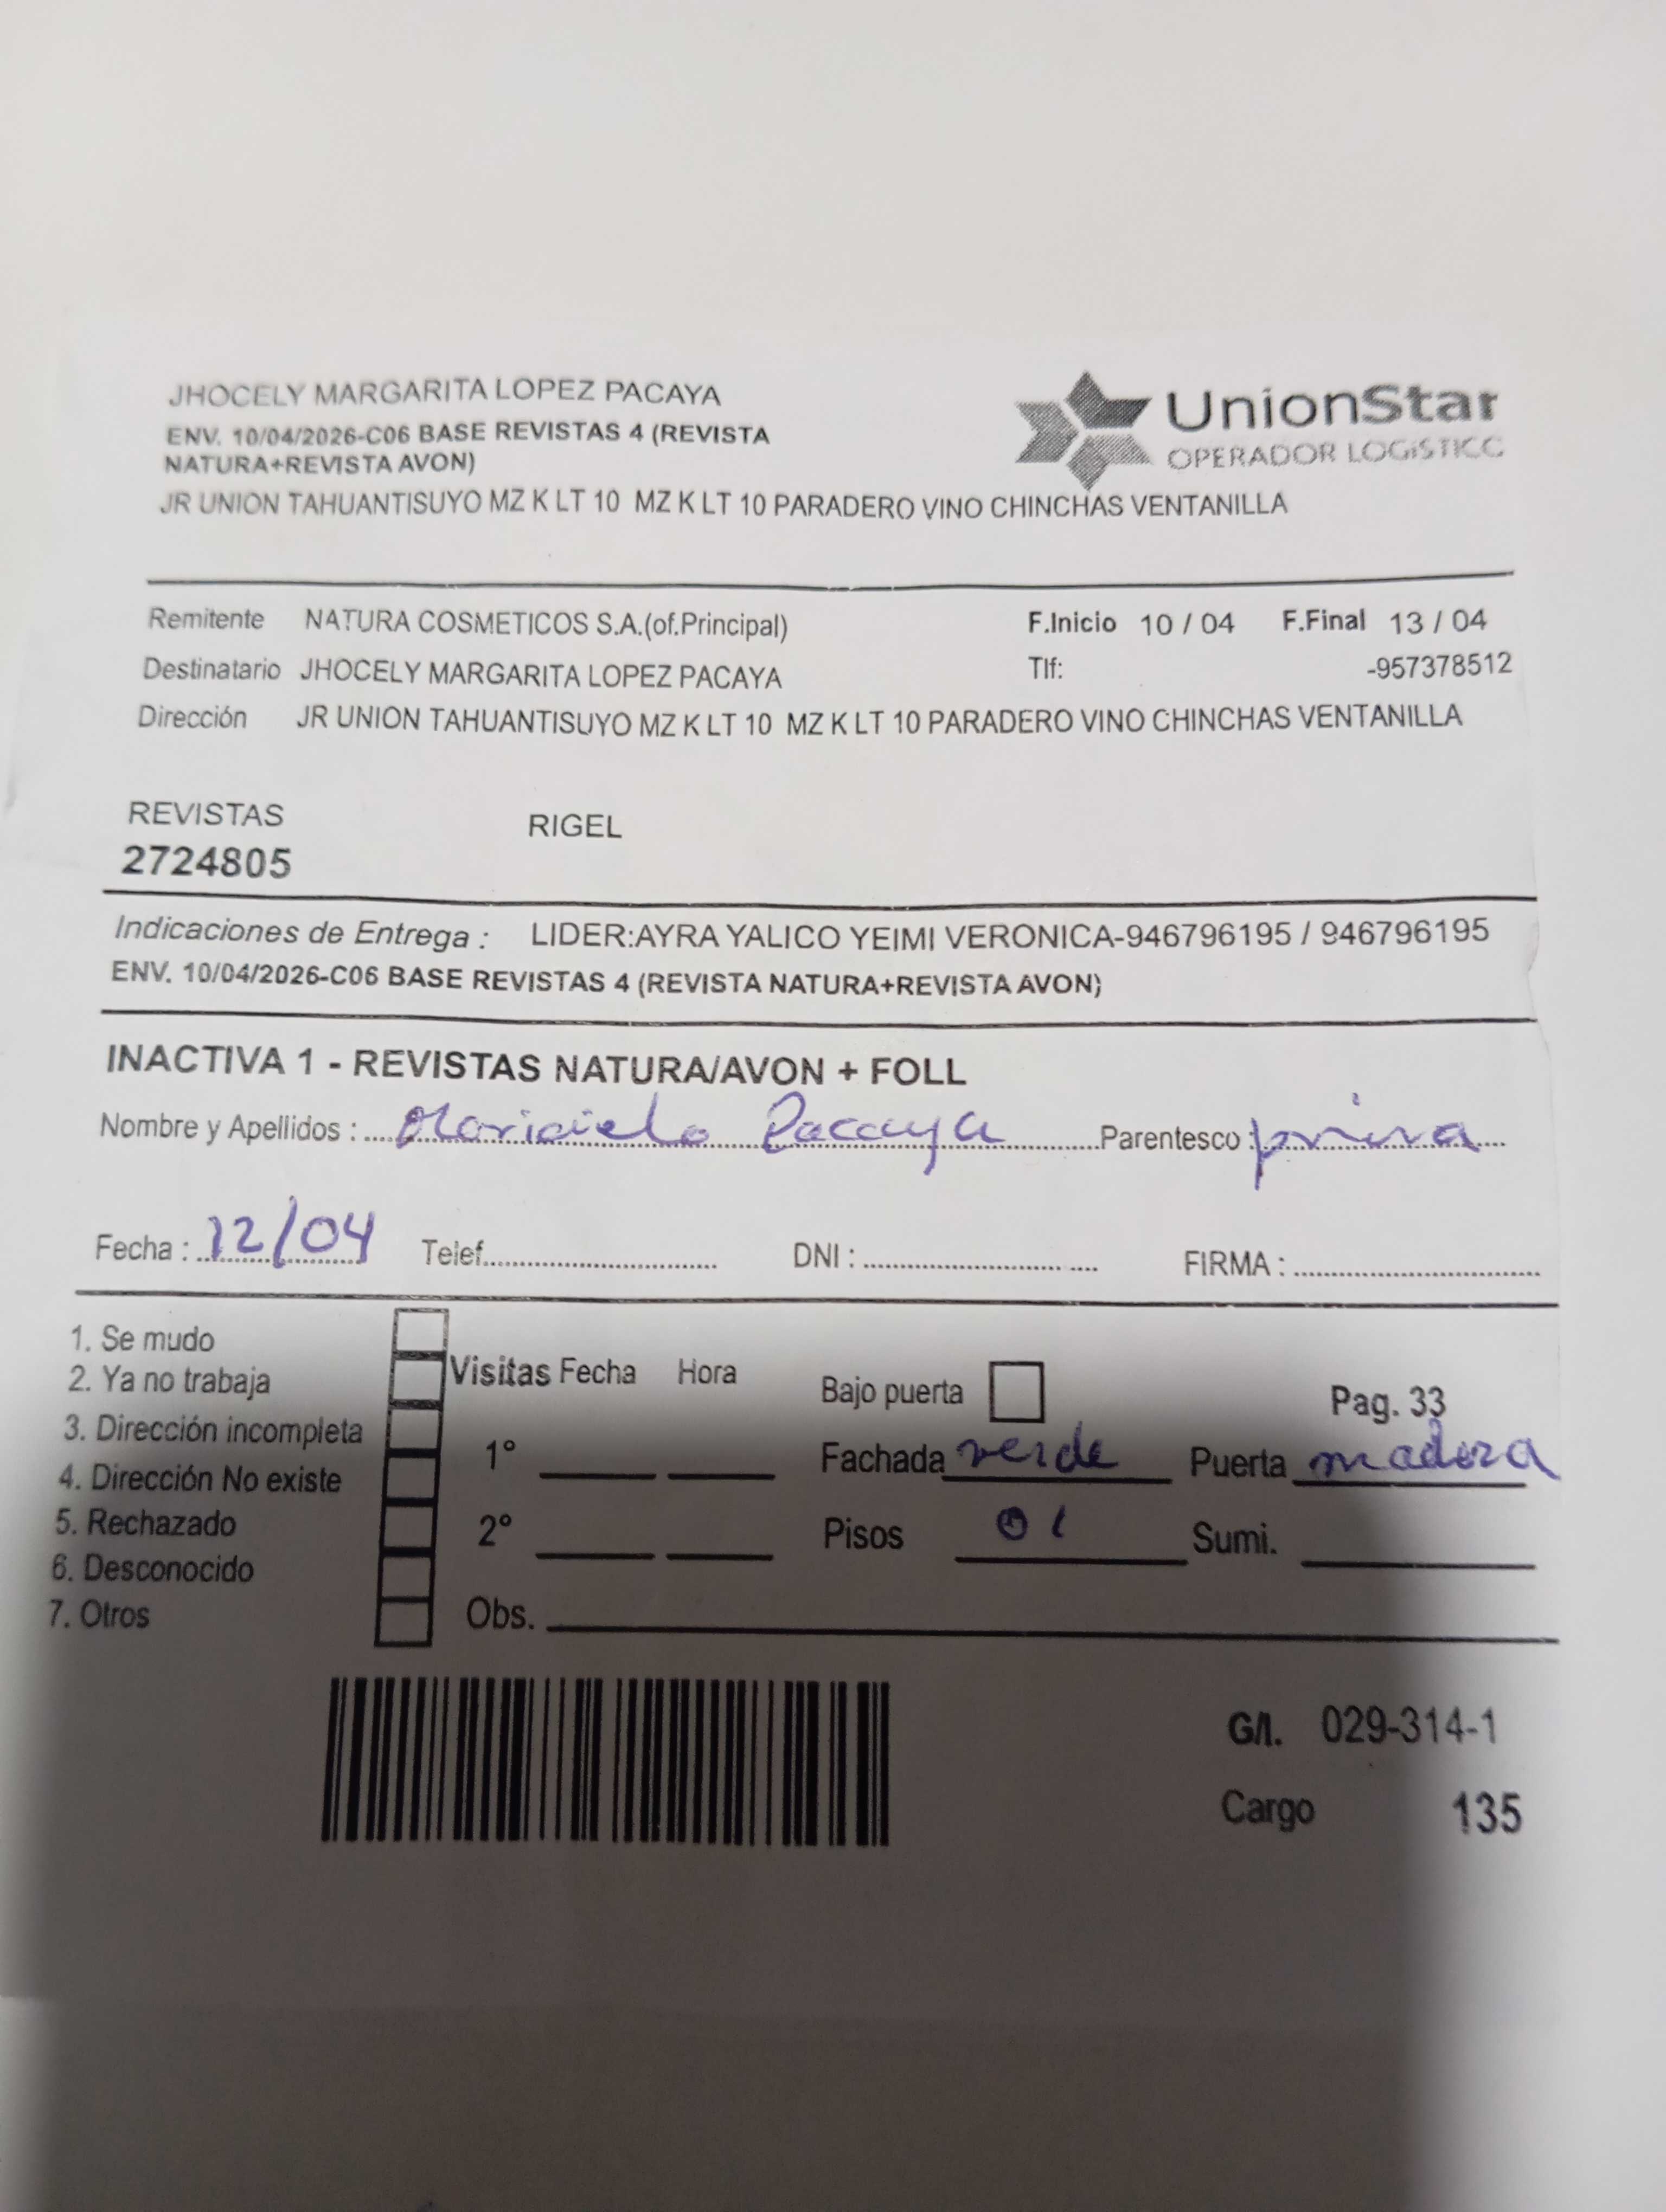 JHOCELY MARGARITA LOPEZ PACAYA
ENV. 10/04/2026-C06 BASE REVISTAS 4 (REVISTA
NATURA+REVISTA AVON)
JR UNION TAHUANTISUYO MZ K LT 10 MZ K LT 10 PARADERO VINO CHINCHAS VENTANILLA
UnionStar
OPERADOR LOGÍSTICO
Remitente NATURA COSMETICOS S.A.(of.Principal) F.Inicio 10 / 04 F.Final 13 / 04
Destinatario JHOCELY MARGARITA LOPEZ PACAYA Tlf: -957378512
Dirección JR UNION TAHUANTISUYO MZ K LT 10 MZ K LT 10 PARADERO VINO CHINCHAS VENTANILLA
REVISTAS RIGEL
2724805
Indicaciones de Entrega : LIDER:AYRA YALICO YEIMI VERONICA-946796195 / 946796195
ENV. 10/04/2026-C06 BASE REVISTAS 4 (REVISTA NATURA+REVISTA AVON)
INACTIVA 1 - REVISTAS NATURA/AVON + FOLL
Nombre y Apellidos : Pacaya Parentesco : prima
Fecha : 12/04 Telef. DNI : FIRMA :
1. Se mudo
2. Ya no trabaja
3. Dirección incompleta
4. Dirección No existe
5. Rechazado
6. Desconocido
7. Otros
Visitas Fecha Hora
1°
2°
Obs.
Bajo puerta Pag. 33
Fachada verde Puerta madera
Pisos 01 Sumi.
G/I. 029-314-1
Cargo 135